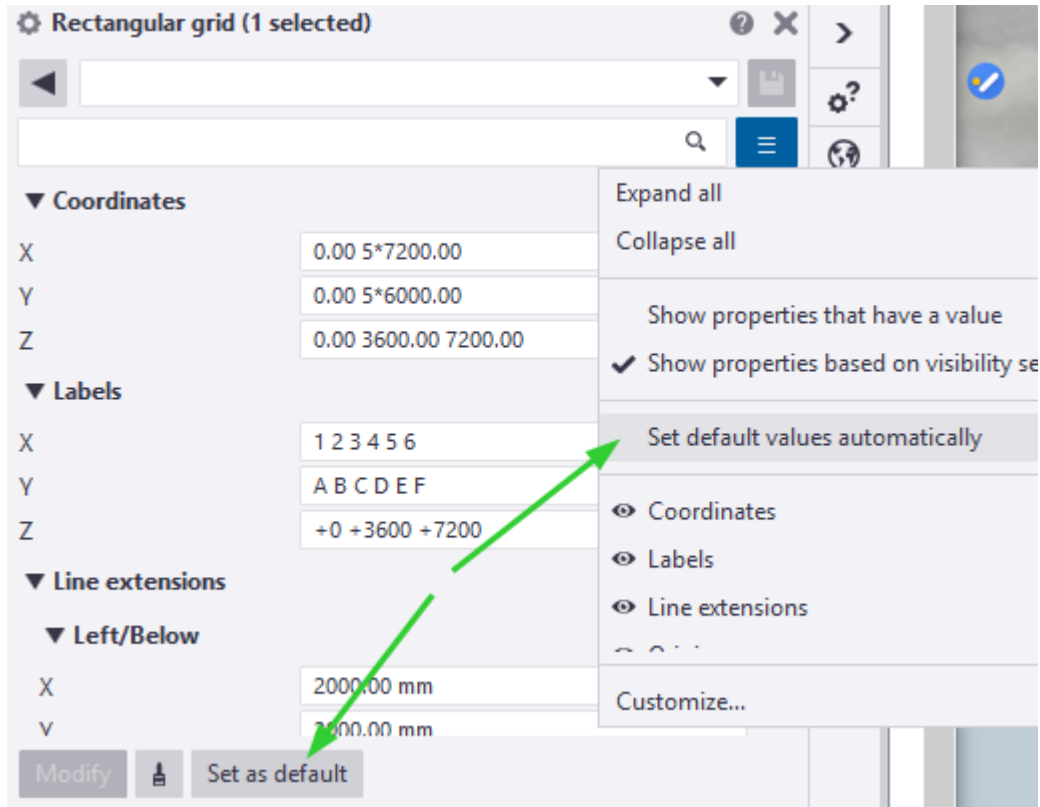 Rectangular grid (1 selected)
Coordinates
X 0.00 5*7200.00
Y 0.00 5*6000.00
Z 0.00 3600.00 7200.00
Labels
X 1 2 3 4 5 6
Y A B C D E F
Z +0 +3600 +7200
Line extensions
Left/Below
X 2000.00 mm
Y 2000.00 mm
Modify Set as default
Expand all
Collapse all
Show properties that have a value
Show properties based on visibility se
Set default values automatically
Coordinates
Labels
Line extensions
Customize...